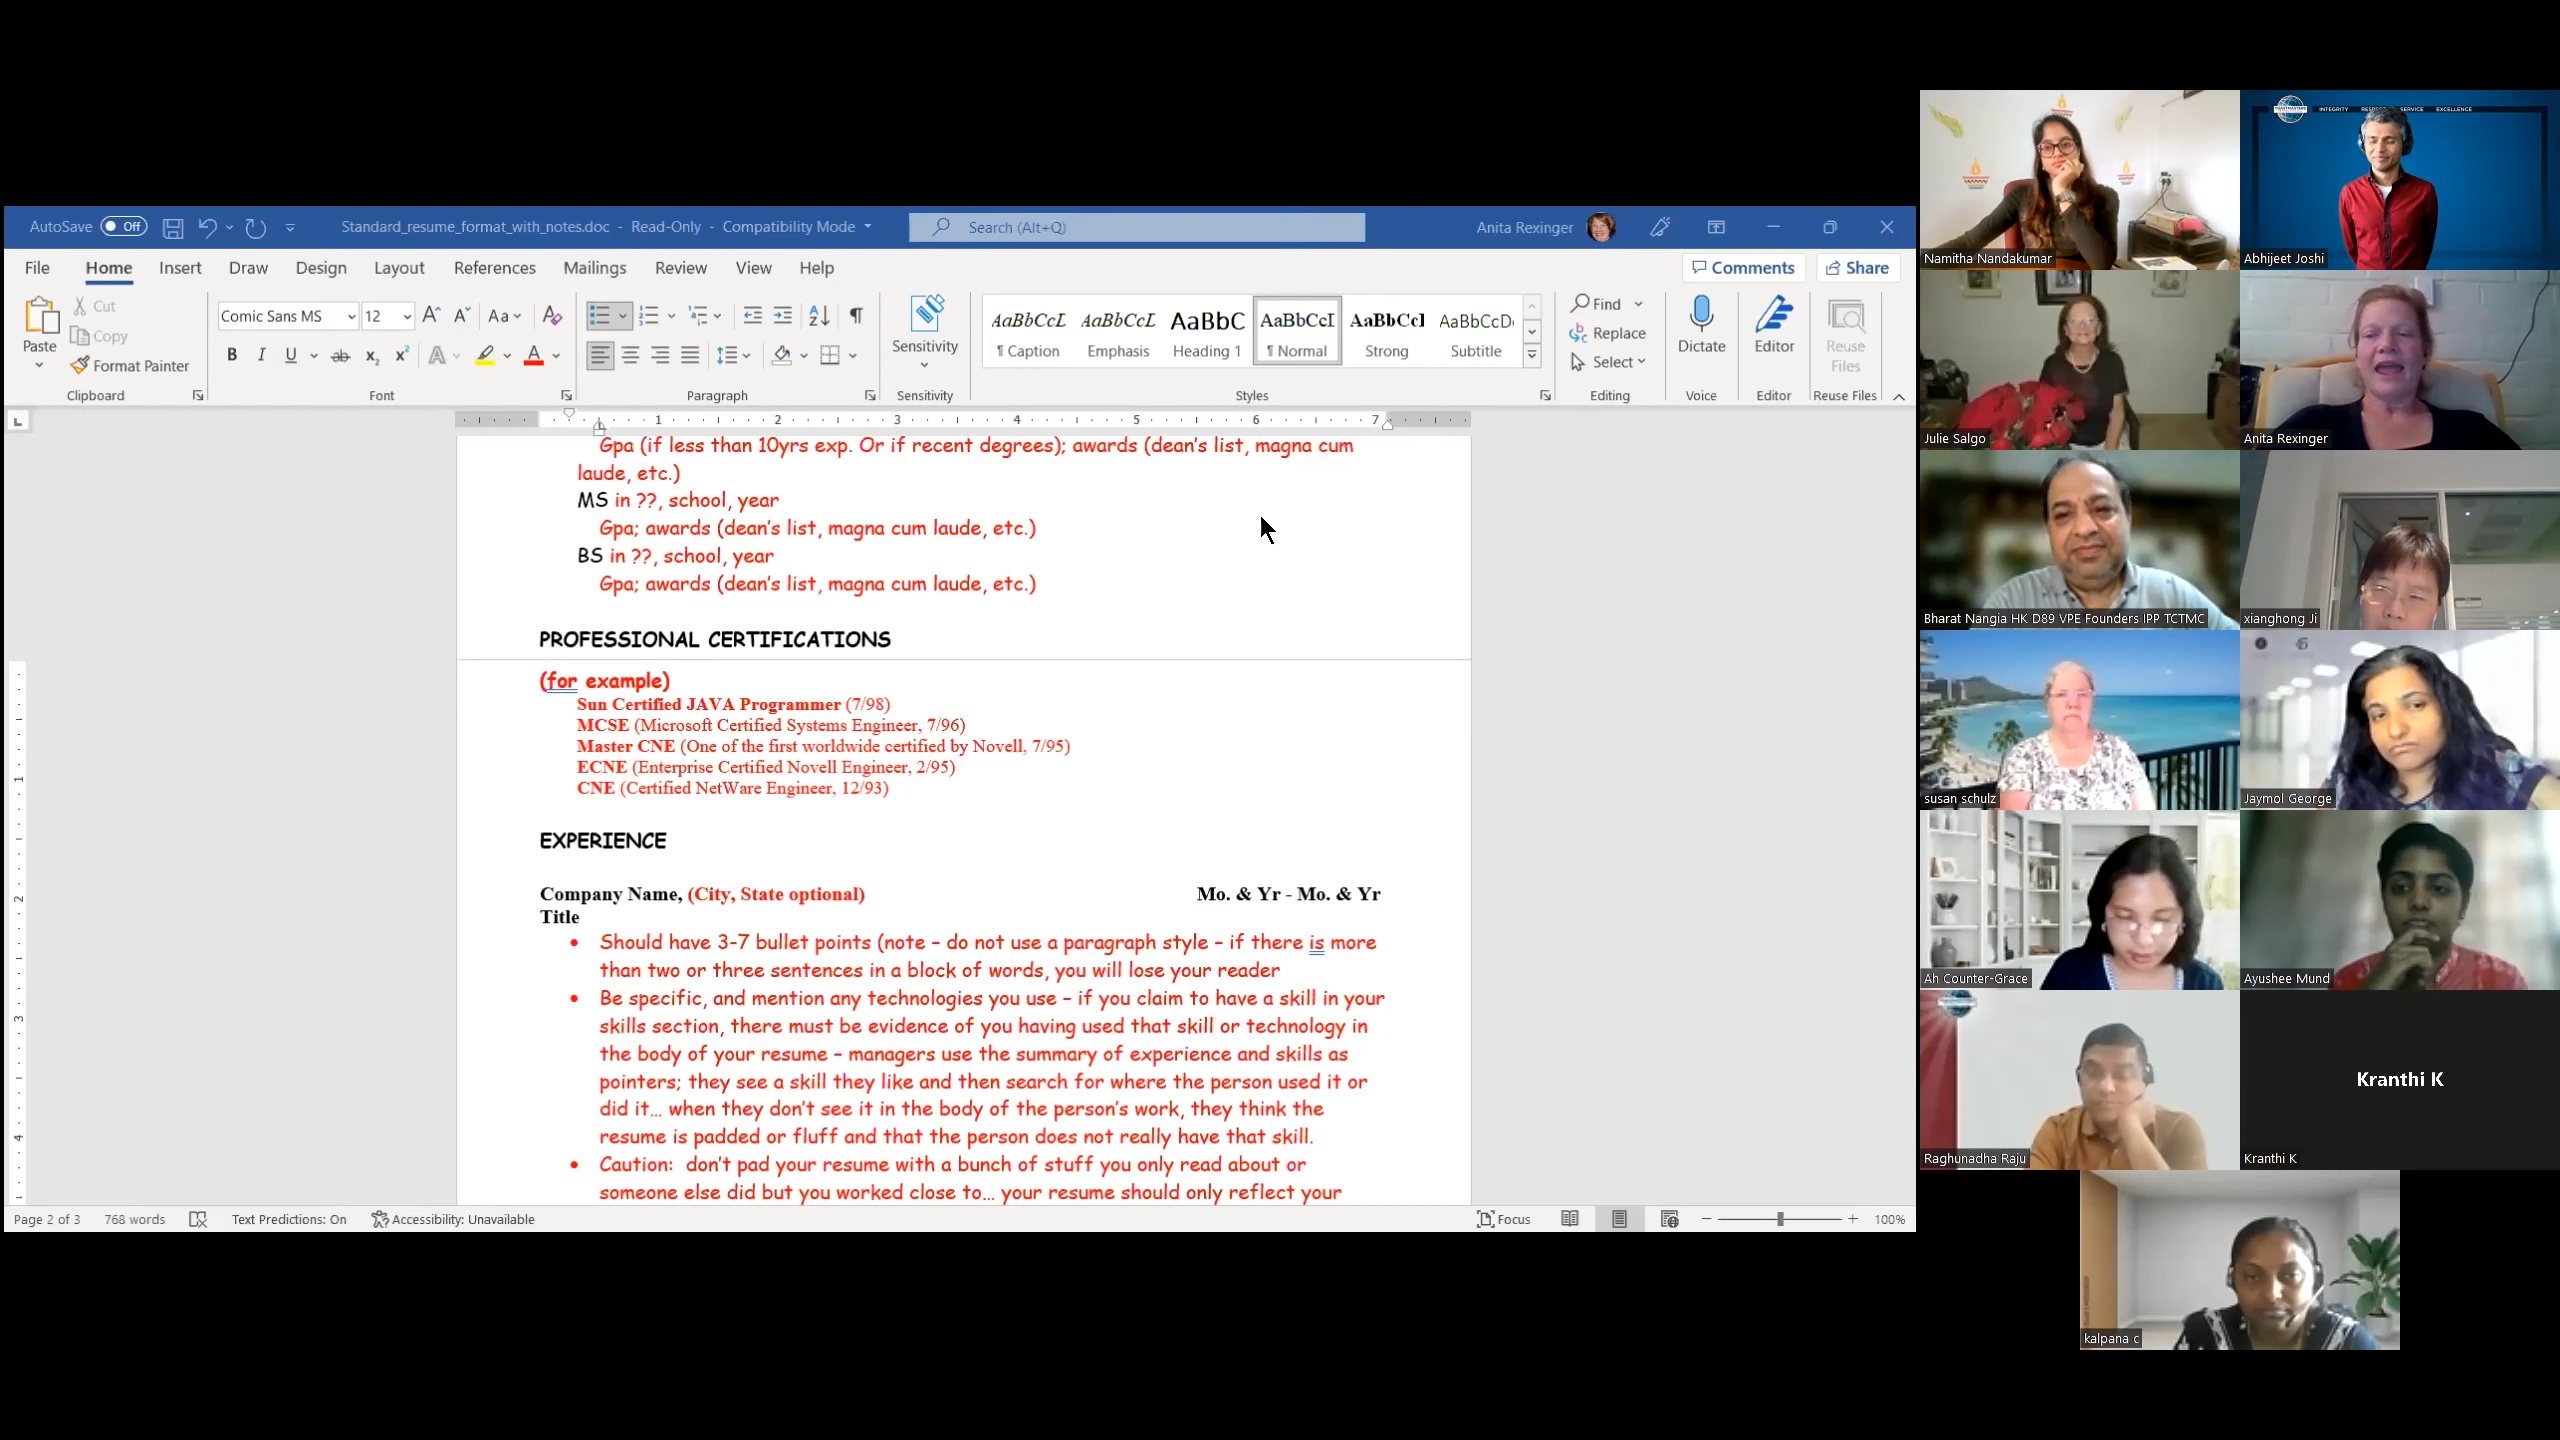 AutoSave Off Standard_resume_format_with_notes.doc - Read-Only - Compatibility Mode Search (Alt+Q) Anita Rexinger
File Home Insert Draw Design Layout References Mailings Review View Help Comments Share
Paste
Cut
Copy
Format Painter
Clipboard
Comic Sans MS 12
Font
Paragraph
Sensitivity
Sensitivity
AaBbCcL AaBbCcL AaBbC AaBbCcI AaBbCcI AaBbCcD
¶ Caption Emphasis Heading 1 ¶ Normal Strong Subtitle
Styles
Find
Replace
Select
Editing
Dictate
Voice
Editor
Editor
Reuse Files
Reuse Files
1 2 3 4 5 6 7
Gpa (if less than 10yrs exp. Or if recent degrees); awards (dean's list, magna cum
laude, etc.)
MS in ??, school, year
Gpa; awards (dean's list, magna cum laude, etc.)
BS in ??, school, year
Gpa; awards (dean's list, magna cum laude, etc.)
PROFESSIONAL CERTIFICATIONS
(for example)
Sun Certified JAVA Programmer (7/98)
MCSE (Microsoft Certified Systems Engineer, 7/96)
Master CNE (One of the first worldwide certified by Novell, 7/95)
ECNE (Enterprise Certified Novell Engineer, 2/95)
CNE (Certified NetWare Engineer, 12/93)
EXPERIENCE
Company Name, (City, State optional) Mo. & Yr - Mo. & Yr
Title
• Should have 3-7 bullet points (note – do not use a paragraph style – if there is more
than two or three sentences in a block of words, you will lose your reader
• Be specific, and mention any technologies you use – if you claim to have a skill in your
skills section, there must be evidence of you having used that skill or technology in
the body of your resume – managers use the summary of experience and skills as
pointers; they see a skill they like and then search for where the person used it or
did it… when they don't see it in the body of the person's work, they think the
resume is padded or fluff and that the person does not really have that skill.
• Caution: don't pad your resume with a bunch of stuff you only read about or
someone else did but you worked close to… your resume should only reflect your
1
2
3
4
Page 2 of 3 768 words Text Predictions: On Accessibility: Unavailable Focus 100%
INTEGRITY RESPECT SERVICE EXCELLENCE
Namitha Nandakumar
Abhijeet Joshi
Julie Salgo
Anita Rexinger
Bharat Nangia HK D89 VPE Founders IPP TCTMC
xianghong Ji
susan schulz
Jaymol George
Ah Counter-Grace
Ayushee Mund
Raghunadha Raju
Kranthi K
Kranthi K
kalpana c